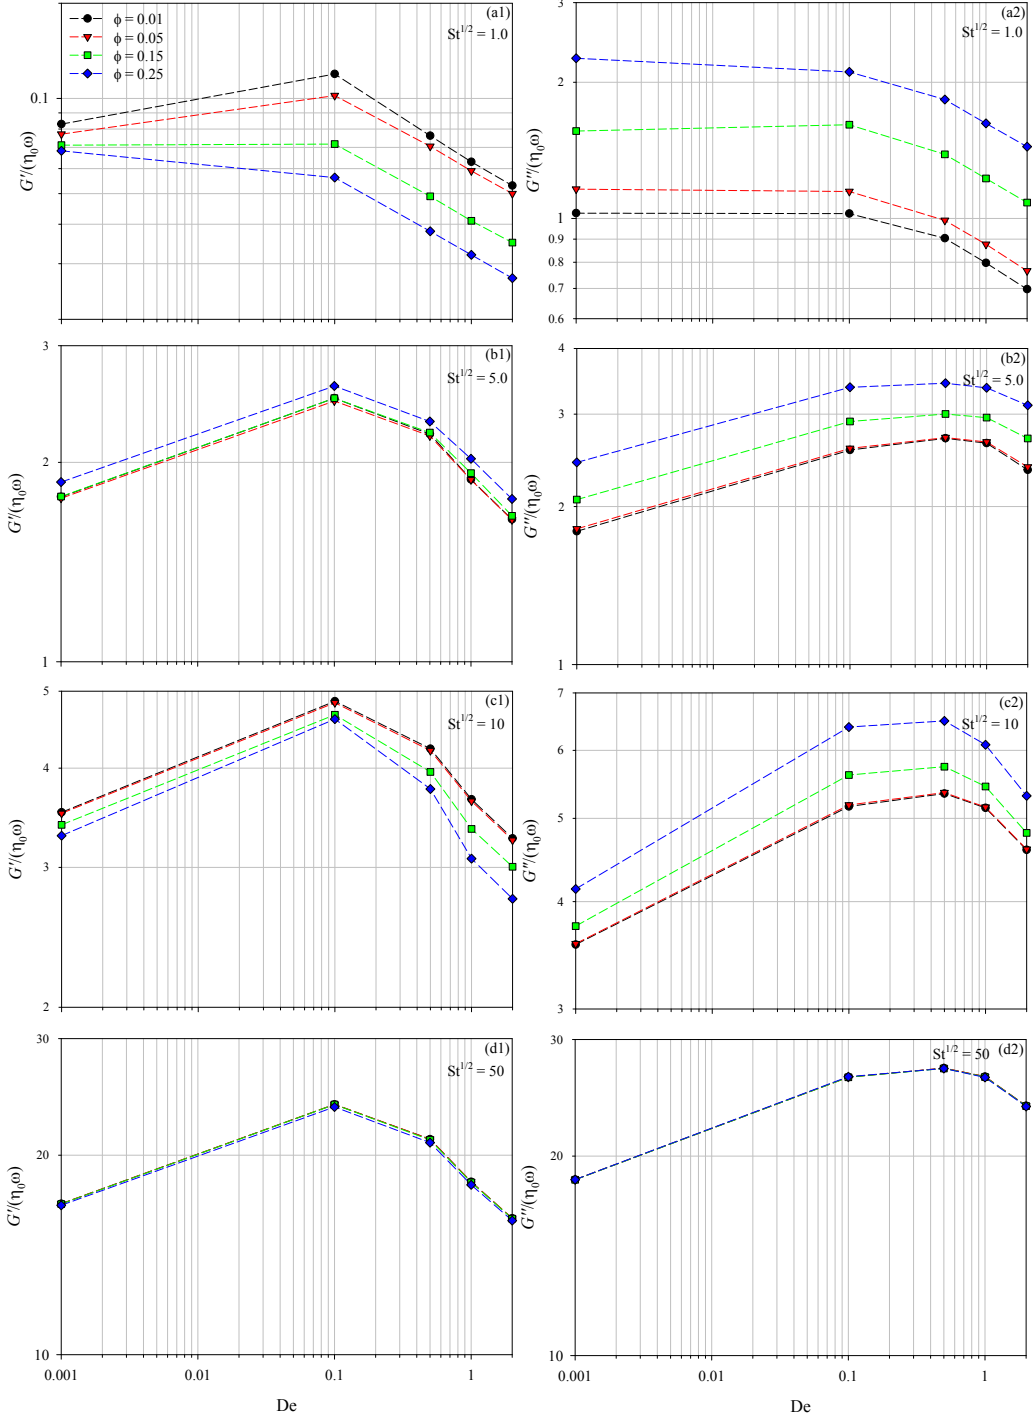 (a1)
St^1/2 = 1.0
ϕ = 0.01
ϕ = 0.05
ϕ = 0.15
ϕ = 0.25
0.1
G'/(η₀ω)
(a2)
St^1/2 = 1.0
3
2
1
0.9
0.8
0.7
0.6
G''/(η₀ω)
(b1)
St^1/2 = 5.0
3
2
1
G'/(η₀ω)
(b2)
St^1/2 = 5.0
4
3
2
1
G''/(η₀ω)
(c1)
St^1/2 = 10
5
4
3
2
G'/(η₀ω)
(c2)
St^1/2 = 10
7
6
5
4
3
G''/(η₀ω)
(d1)
St^1/2 = 50
30
20
10
G'/(η₀ω)
0.001 0.01 0.1 1
De
(d2)
St^1/2 = 50
30
20
10
G''/(η₀ω)
0.001 0.01 0.1 1
De